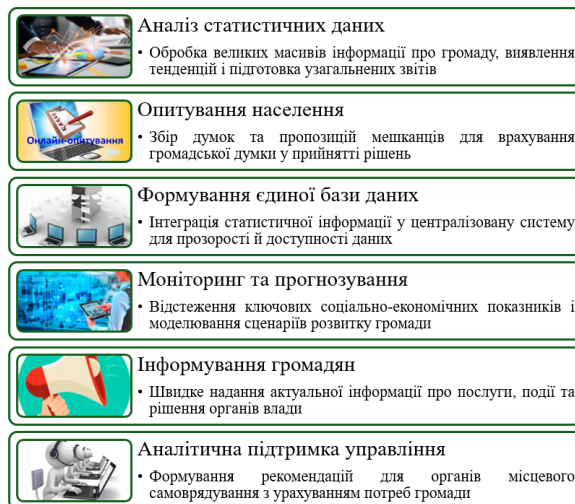 Аналіз статистичних даних
• Обробка великих масивів інформації про громаду, виявлення
тенденцій і підготовка узагальнених звітів
Онлайн-опитування
Опитування населення
• Збір думок та пропозицій мешканців для врахування
громадської думки у прийнятті рішень
Формування єдиної бази даних
• Інтеграція статистичної інформації у централізовану систему
для прозорості й доступності даних
Моніторинг та прогнозування
• Відстеження ключових соціально-економічних показників і
моделювання сценаріїв розвитку громади
Інформування громадян
• Швидке надання актуальної інформації про послуги, події та
рішення органів влади
Аналітична підтримка управління
• Формування рекомендацій для органів місцевого
самоврядування з урахуванням потреб громади